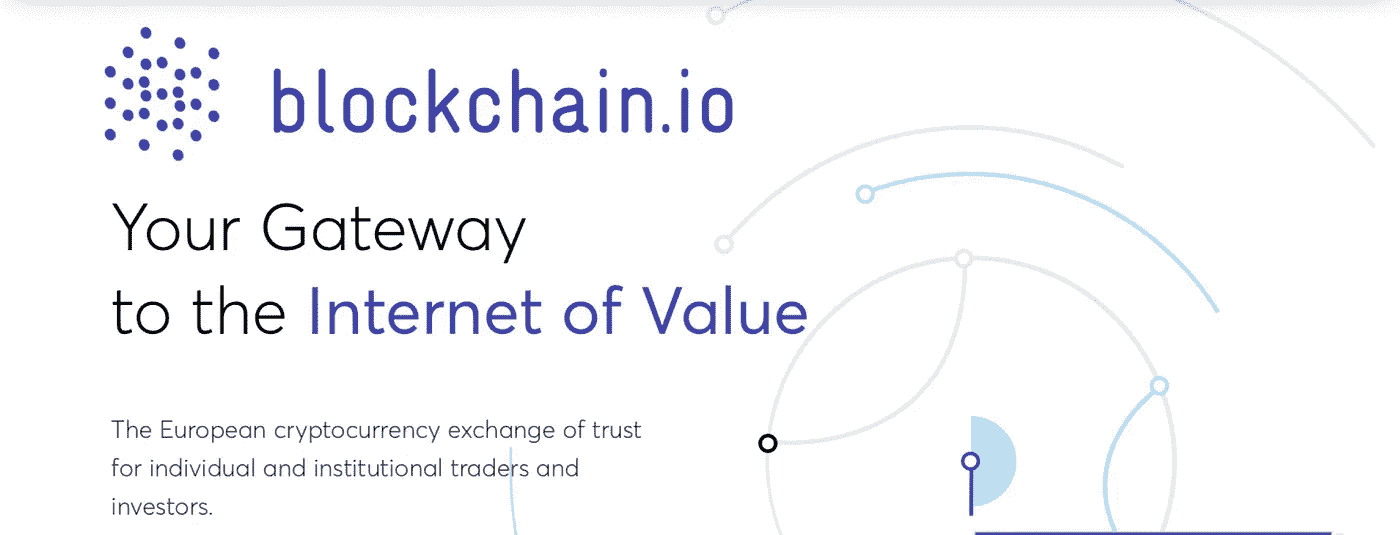 blockchain.io
Your Gateway
to the Internet of Value
The European cryptocurrency exchange of trust
for individual and institutional traders and
investors.